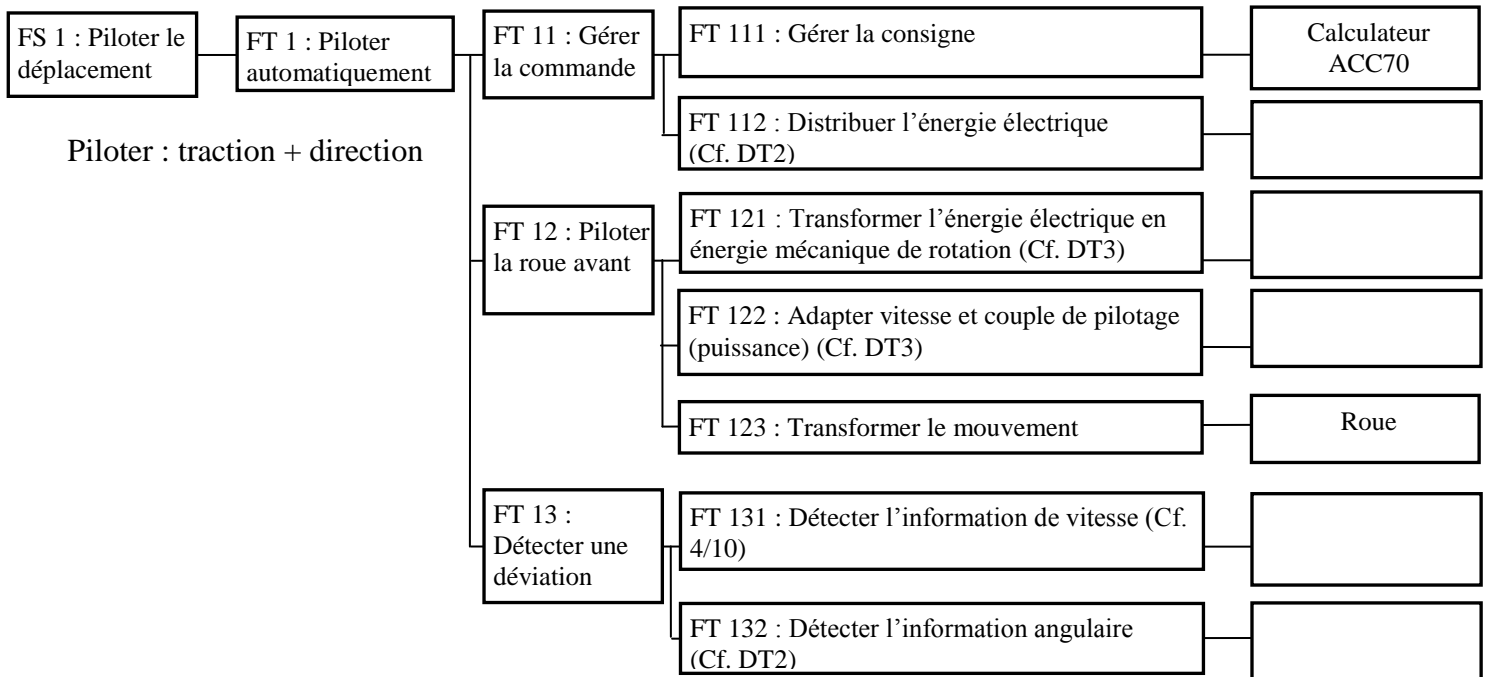 FS 1 : Piloter le
déplacement
FT 1 : Piloter
automatiquement
Piloter : traction + direction
FT 11 : Gérer
la commande
FT 111 : Gérer la consigne
Calculateur
ACC70
FT 112 : Distribuer l’énergie électrique
(Cf. DT2)
FT 12 : Piloter
la roue avant
FT 121 : Transformer l’énergie électrique en
énergie mécanique de rotation (Cf. DT3)
FT 122 : Adapter vitesse et couple de pilotage
(puissance) (Cf. DT3)
FT 123 : Transformer le mouvement
Roue
FT 13 :
Détecter une
déviation
FT 131 : Détecter l’information de vitesse (Cf.
4/10)
FT 132 : Détecter l’information angulaire
(Cf. DT2)